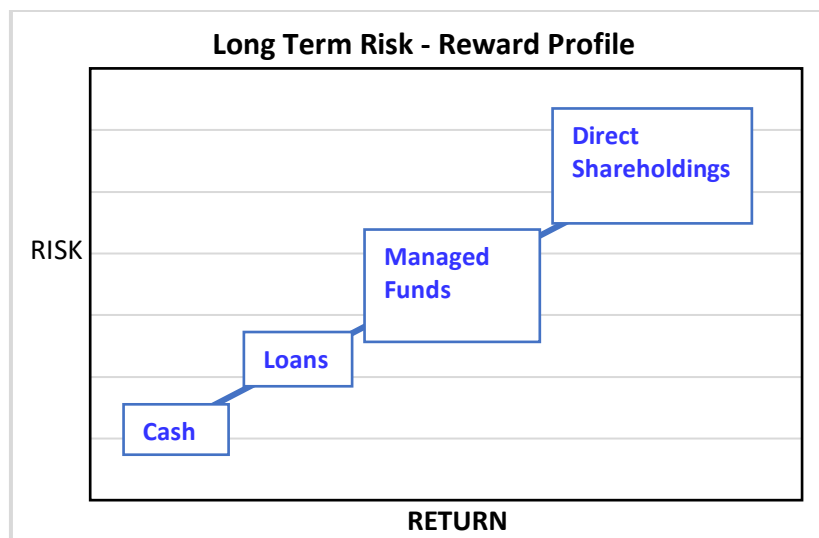 Long Term Risk - Reward Profile
Direct
Shareholdings
RISK
Managed
Funds
Loans
Cash
RETURN